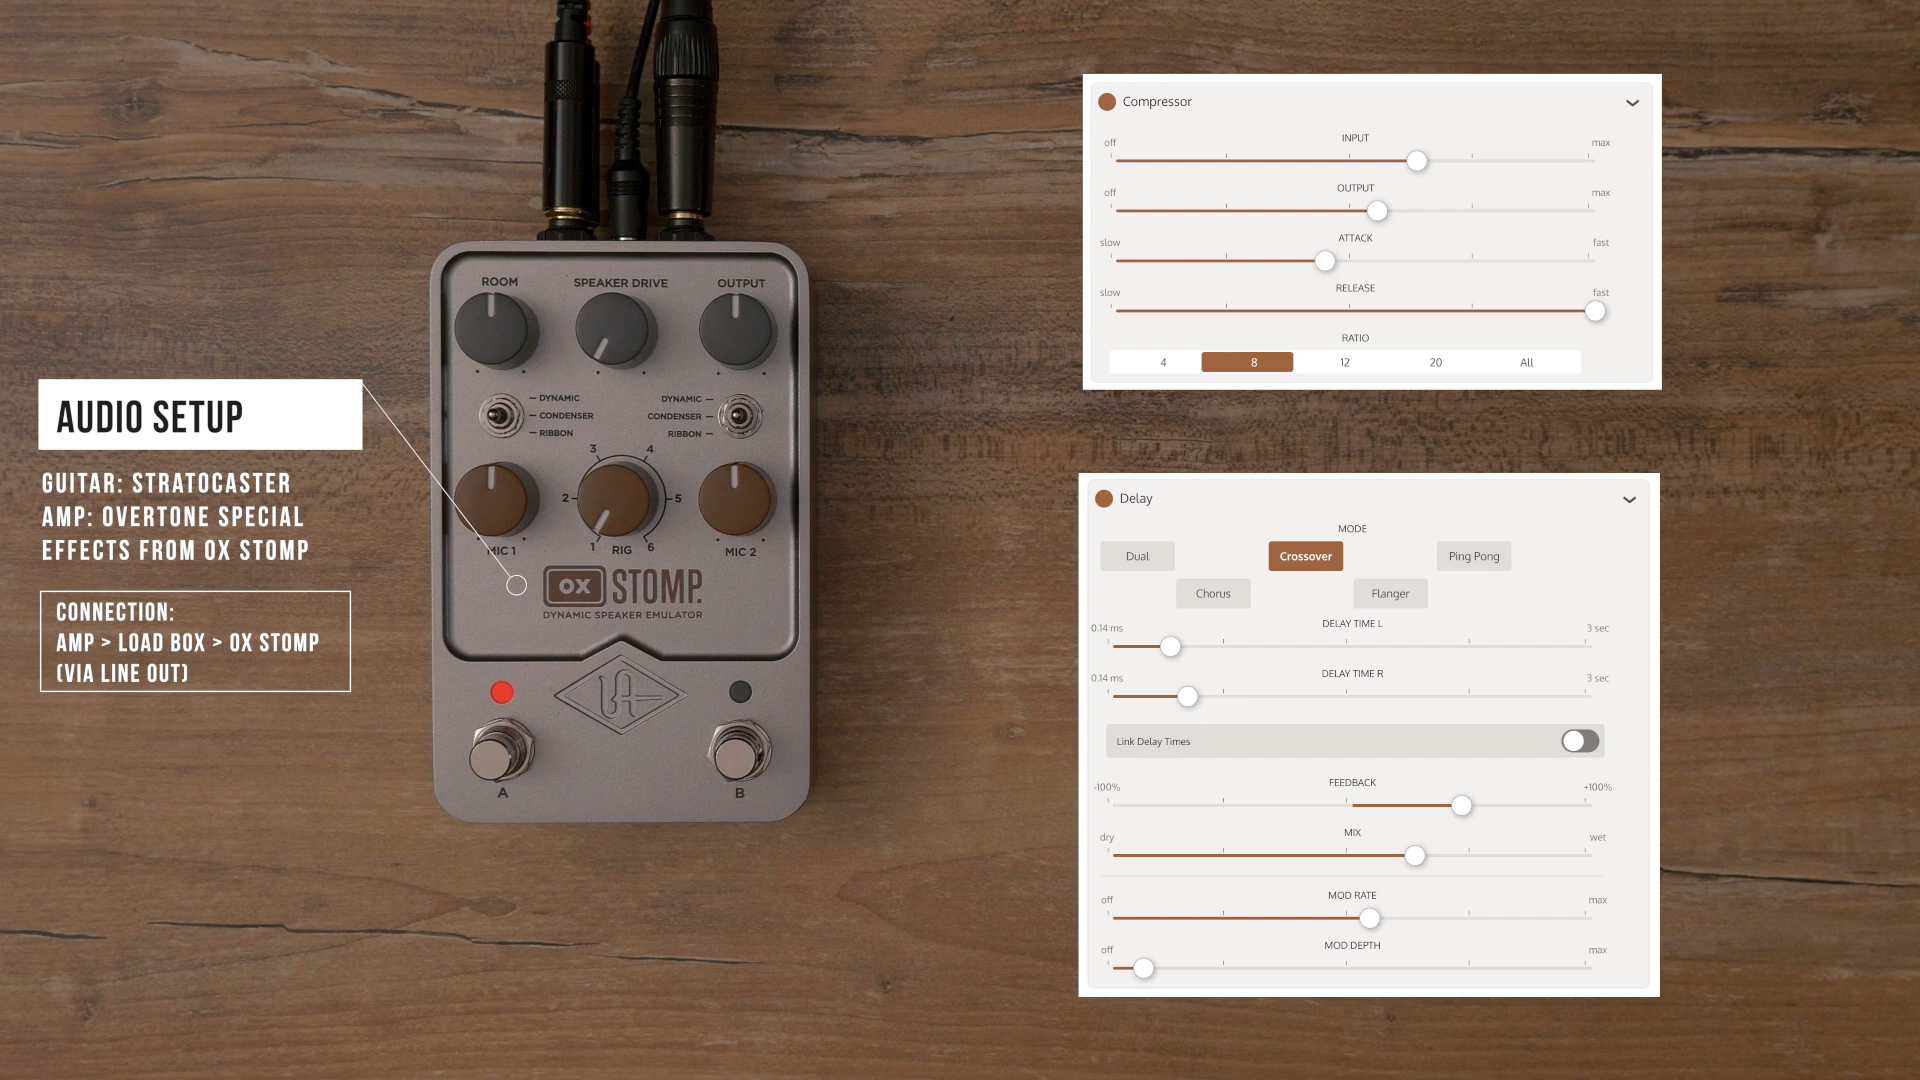 AUDIO SETUP
GUITAR: STRATOCASTER
AMP: OVERTONE SPECIAL
EFFECTS FROM OX STOMP
CONNECTION:
AMP > LOAD BOX > OX STOMP
(VIA LINE OUT)
ROOM
SPEAKER DRIVE
OUTPUT
DYNAMIC
CONDENSER
RIBBON
DYNAMIC
CONDENSER
RIBBON
3 4
2 5
1 6
MIC 1
RIG
MIC 2
OX STOMP
DYNAMIC SPEAKER EMULATOR
UA
A
B
Compressor
INPUT
off max
OUTPUT
off max
ATTACK
slow fast
RELEASE
slow fast
RATIO
4 8 12 20 All
Delay
MODE
Dual Crossover Ping Pong
Chorus Flanger
DELAY TIME L
0.14 ms 3 sec
DELAY TIME R
0.14 ms 3 sec
Link Delay Times
FEEDBACK
-100% +100%
MIX
dry wet
MOD RATE
off max
MOD DEPTH
off max